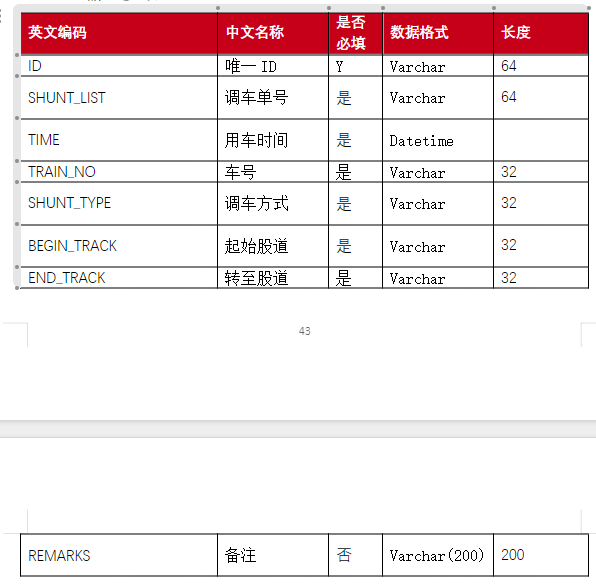 英文编码 中文名称 是否必填 数据格式 长度
ID 唯一 ID Y Varchar 64
SHUNT_LIST 调车单号 是 Varchar 64
TIME 用车时间 是 Datetime
TRAIN_NO 车号 是 Varchar 32
SHUNT_TYPE 调车方式 是 Varchar 32
BEGIN_TRACK 起始股道 是 Varchar 32
END_TRACK 转至股道 是 Varchar 32
43
REMARKS 备注 否 Varchar(200) 200